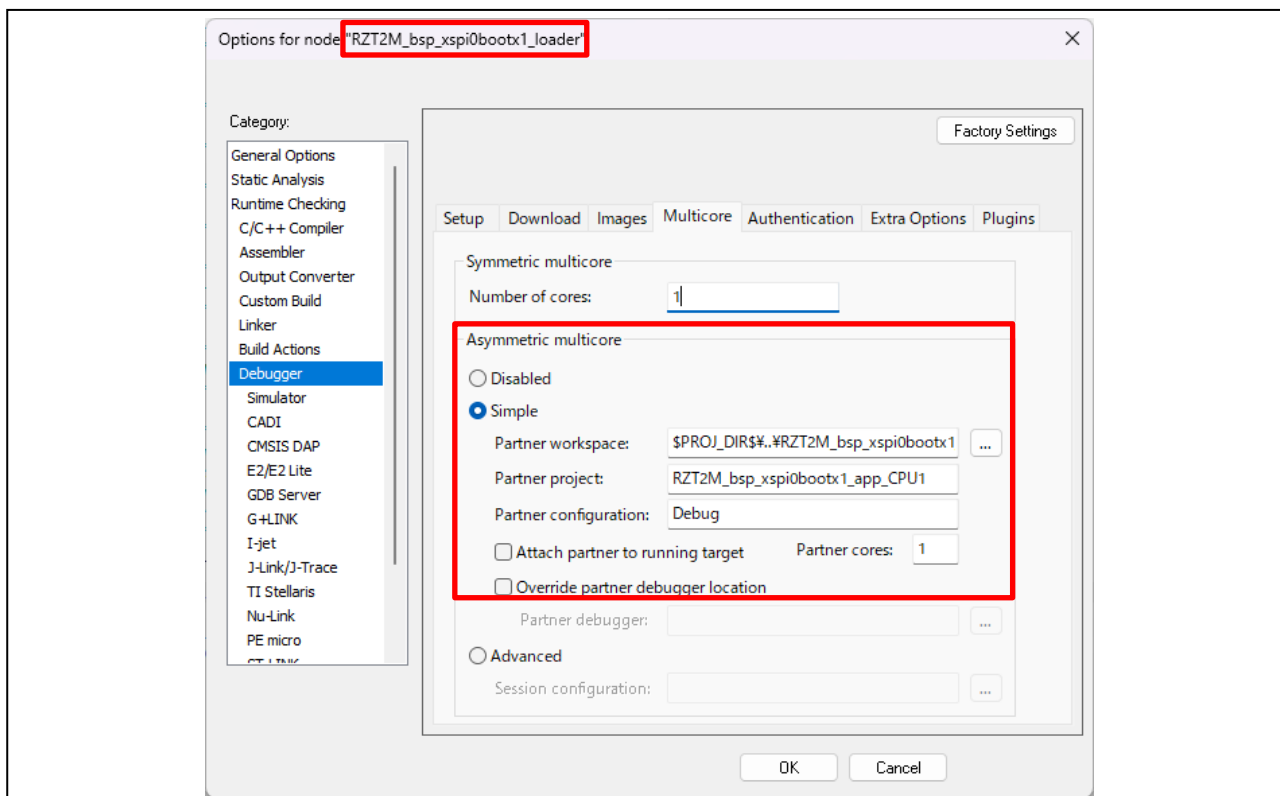 Options for node "RZT2M_bsp_xspi0bootx1_loader"
Category:
General Options
Static Analysis
Runtime Checking
C/C++ Compiler
Assembler
Output Converter
Custom Build
Linker
Build Actions
Debugger
Simulator
CADI
CMSIS DAP
E2/E2 Lite
GDB Server
G+LINK
I-jet
J-Link/J-Trace
TI Stellaris
Nu-Link
PE micro
ST-LINK
Factory Settings
Setup Download Images Multicore Authentication Extra Options Plugins
Symmetric multicore
Number of cores: 1
Asymmetric multicore
Disabled
Simple
Partner workspace: $PROJ_DIR$¥..¥RZT2M_bsp_xspi0bootx1 ...
Partner project: RZT2M_bsp_xspi0bootx1_app_CPU1
Partner configuration: Debug
Attach partner to running target Partner cores: 1
Override partner debugger location
Partner debugger: ...
Advanced
Session configuration: ...
OK Cancel